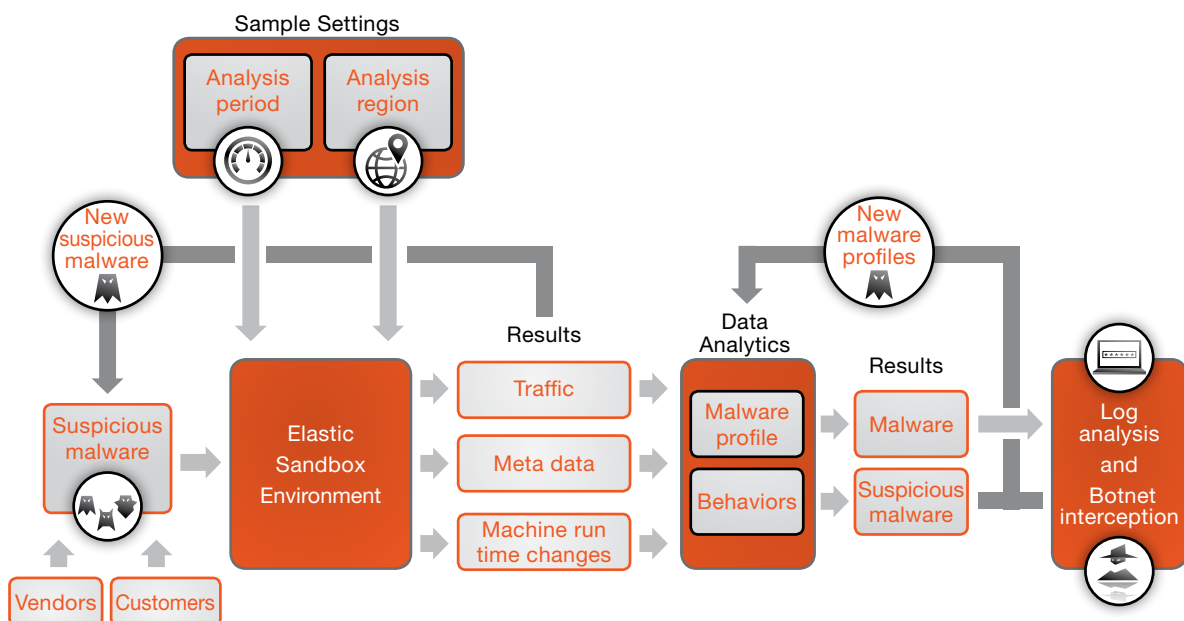 Sample Settings
Analysis
period
Analysis
region
New
suspicious
malware
New
malware
profiles
Results
Data
Analytics
Results
Suspicious
malware
Elastic
Sandbox
Environment
Traffic
Meta data
Machine run
time changes
Malware
profile
Behaviors
Malware
Suspicious
malware
Log
analysis
and
Botnet
interception
Vendors
Customers